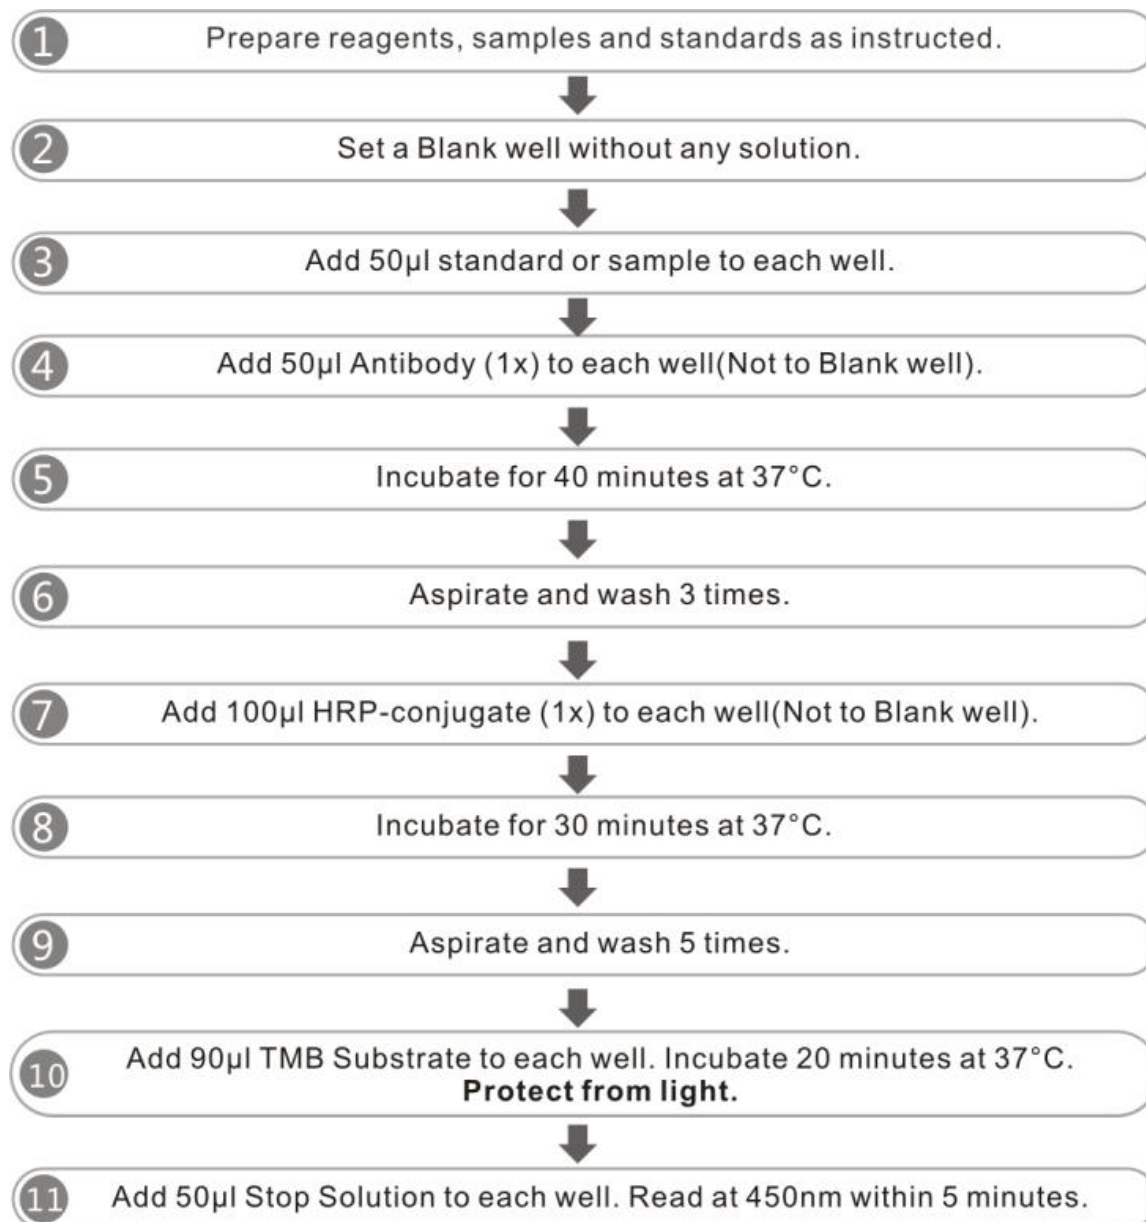 1 Prepare reagents, samples and standards as instructed.
2 Set a Blank well without any solution.
3 Add 50µl standard or sample to each well.
4 Add 50µl Antibody (1x) to each well(Not to Blank well).
5 Incubate for 40 minutes at 37°C.
6 Aspirate and wash 3 times.
7 Add 100µl HRP-conjugate (1x) to each well(Not to Blank well).
8 Incubate for 30 minutes at 37°C.
9 Aspirate and wash 5 times.
10 Add 90µl TMB Substrate to each well. Incubate 20 minutes at 37°C.
Protect from light.
11 Add 50µl Stop Solution to each well. Read at 450nm within 5 minutes.